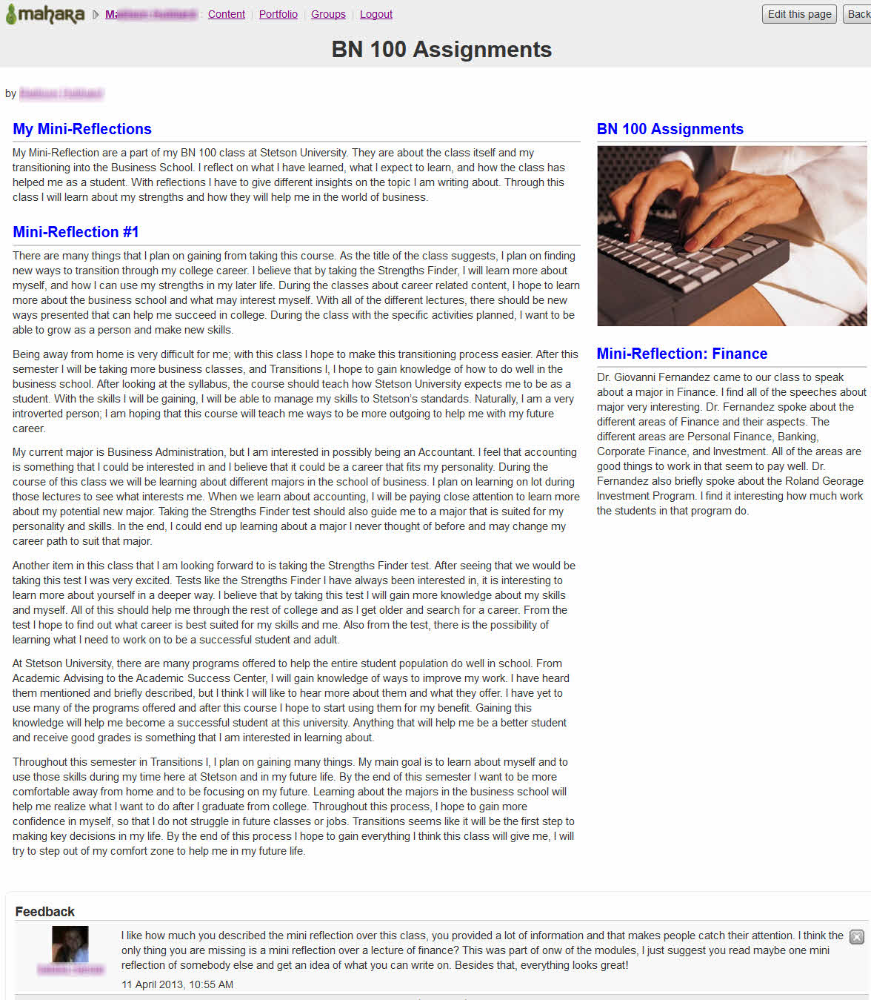 mahara Content | Portfolio | Groups | Logout Edit this page Back
BN 100 Assignments
by
My Mini-Reflections
My Mini-Reflection are a part of my BN 100 class at Stetson University. They are about the class itself and my
transitioning into the Business School. I reflect on what I have learned, what I expect to learn, and how the class has
helped me as a student. With reflections I have to give different insights on the topic I am writing about. Through this
class I will learn about my strengths and how they will help me in the world of business.
Mini-Reflection #1
There are many things that I plan on gaining from taking this course. As the title of the class suggests, I plan on finding
new ways to transition through my college career. I believe that by taking the Strengths Finder, I will learn more about
myself, and how I can use my strengths in my later life. During the classes about career related content, I hope to learn
more about the business school and what may interest myself. With all of the different lectures, there should be new
ways presented that can help me succeed in college. During the class with the specific activities planned, I want to be
able to grow as a person and make new skills.
Being away from home is very difficult for me; with this class I hope to make this transitioning process easier. After this
semester I will be taking more business classes, and Transitions I, I hope to gain knowledge of how to do well in the
business school. After looking at the syllabus, the course should teach how Stetson University expects me to be as a
student. With the skills I will be gaining, I will be able to manage my skills to Stetson's standards. Naturally, I am a very
introverted person; I am hoping that this course will teach me ways to be more outgoing to help me with my future
career.
My current major is Business Administration, but I am interested in possibly being an Accountant. I feel that accounting
is something that I could be interested in and I believe that it could be a career that fits my personality. During the
course of this class we will be learning about different majors in the school of business. I plan on learning on lot during
those lectures to see what interests me. When we learn about accounting, I will be paying close attention to learn more
about my potential new major. Taking the Strengths Finder test should also guide me to a major that is suited for my
personality and skills. In the end, I could end up learning about a major I never thought of before and may change my
career path to suit that major.
Another item in this class that I am looking forward to is taking the Strengths Finder test. After seeing that we would be
taking this test I was very excited. Tests like the Strengths Finder I have always been interested in, it is interesting to
learn more about yourself in a deeper way. I believe that by taking this test I will gain more knowledge about my skills
and myself. All of this should help me through the rest of college and as I get older and search for a career. From the
test I hope to find out what career is best suited for my skills and me. Also from the test, there is the possibility of
learning what I need to work on to be a successful student and adult.
At Stetson University, there are many programs offered to help the entire student population do well in school. From
Academic Advising to the Academic Success Center, I will gain knowledge of ways to improve my work. I have heard
them mentioned and briefly described, but I think I will like to hear more about them and what they offer. I have yet to
use many of the programs offered and after this course I hope to start using them for my benefit. Gaining this
knowledge will help me become a successful student at this university. Anything that will help me be a better student
and receive good grades is something that I am interested in learning about.
Throughout this semester in Transitions I, I plan on gaining many things. My main goal is to learn about myself and to
use those skills during my time here at Stetson and in my future life. By the end of this semester I want to be more
comfortable away from home and to be focusing on my future. Learning about the majors in the business school will
help me realize what I want to do after I graduate from college. Throughout this process, I hope to gain more
confidence in myself, so that I do not struggle in future classes or jobs. Transitions seems like it will be the first step to
making key decisions in my life. By the end of this process I hope to gain everything I think this class will give me, I will
try to step out of my comfort zone to help me in my future life.
BN 100 Assignments
Mini-Reflection: Finance
Dr. Giovanni Fernandez came to our class to speak
about a major in Finance. I find all of the speeches about
major very interesting. Dr. Fernandez spoke about the
different areas of Finance and their aspects. The
different areas are Personal Finance, Banking,
Corporate Finance, and Investment. All of the areas are
good things to work in that seem to pay well. Dr.
Fernandez also briefly spoke about the Roland Georage
Investment Program. I find it interesting how much work
the students in that program do.
Feedback
I like how much you described the mini reflection over this class, you provided a lot of information and that makes people catch their attention. I think the
only thing you are missing is a mini reflection over a lecture of finance? This was part of onw of the modules, I just suggest you read maybe one mini
reflection of somebody else and get an idea of what you can write on. Besides that, everything looks great!
11 April 2013, 10:55 AM